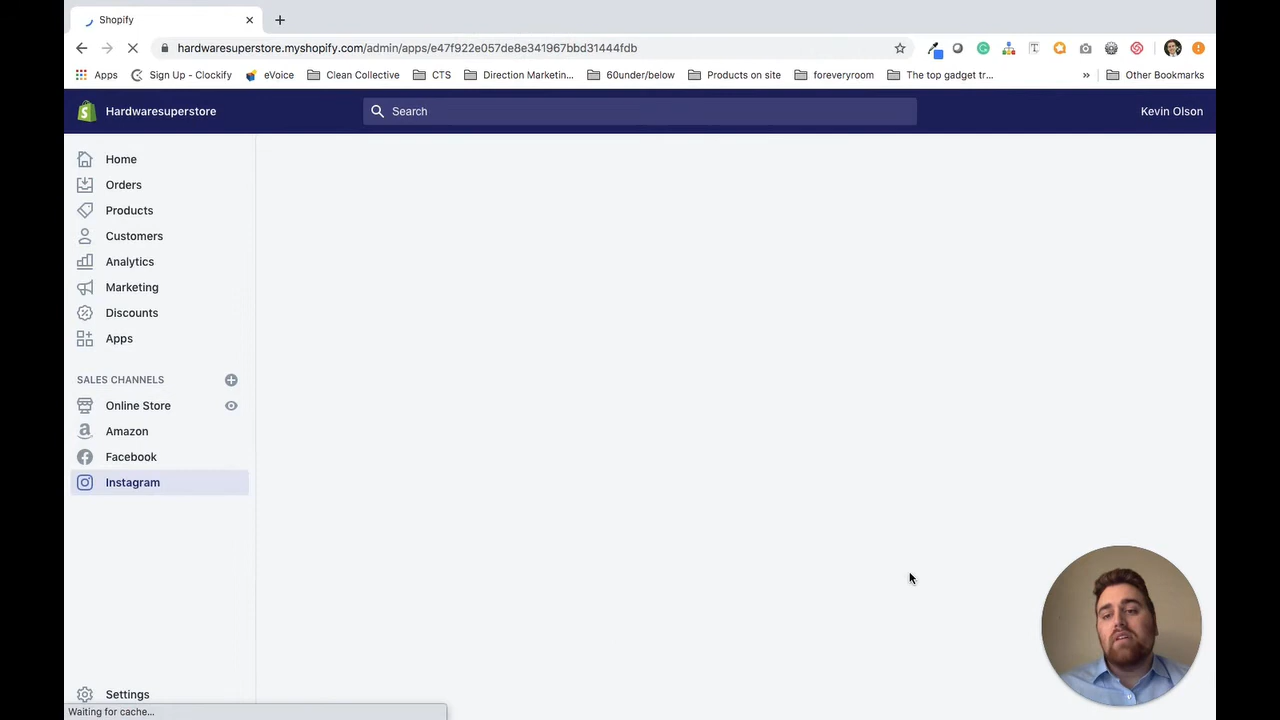 Shopify
hardwaresuperstore.myshopify.com/admin/apps/e47f922e057de8e341967bbd31444fdb
Apps Sign Up - Clockify eVoice Clean Collective CTS Direction Marketin... 60under/below Products on site foreveryroom The top gadget tr... » Other Bookmarks
Hardwaresuperstore Search Kevin Olson
Home
Orders
Products
Customers
Analytics
Marketing
Discounts
Apps
SALES CHANNELS
Online Store
Amazon
Facebook
Instagram
Settings
Waiting for cache...